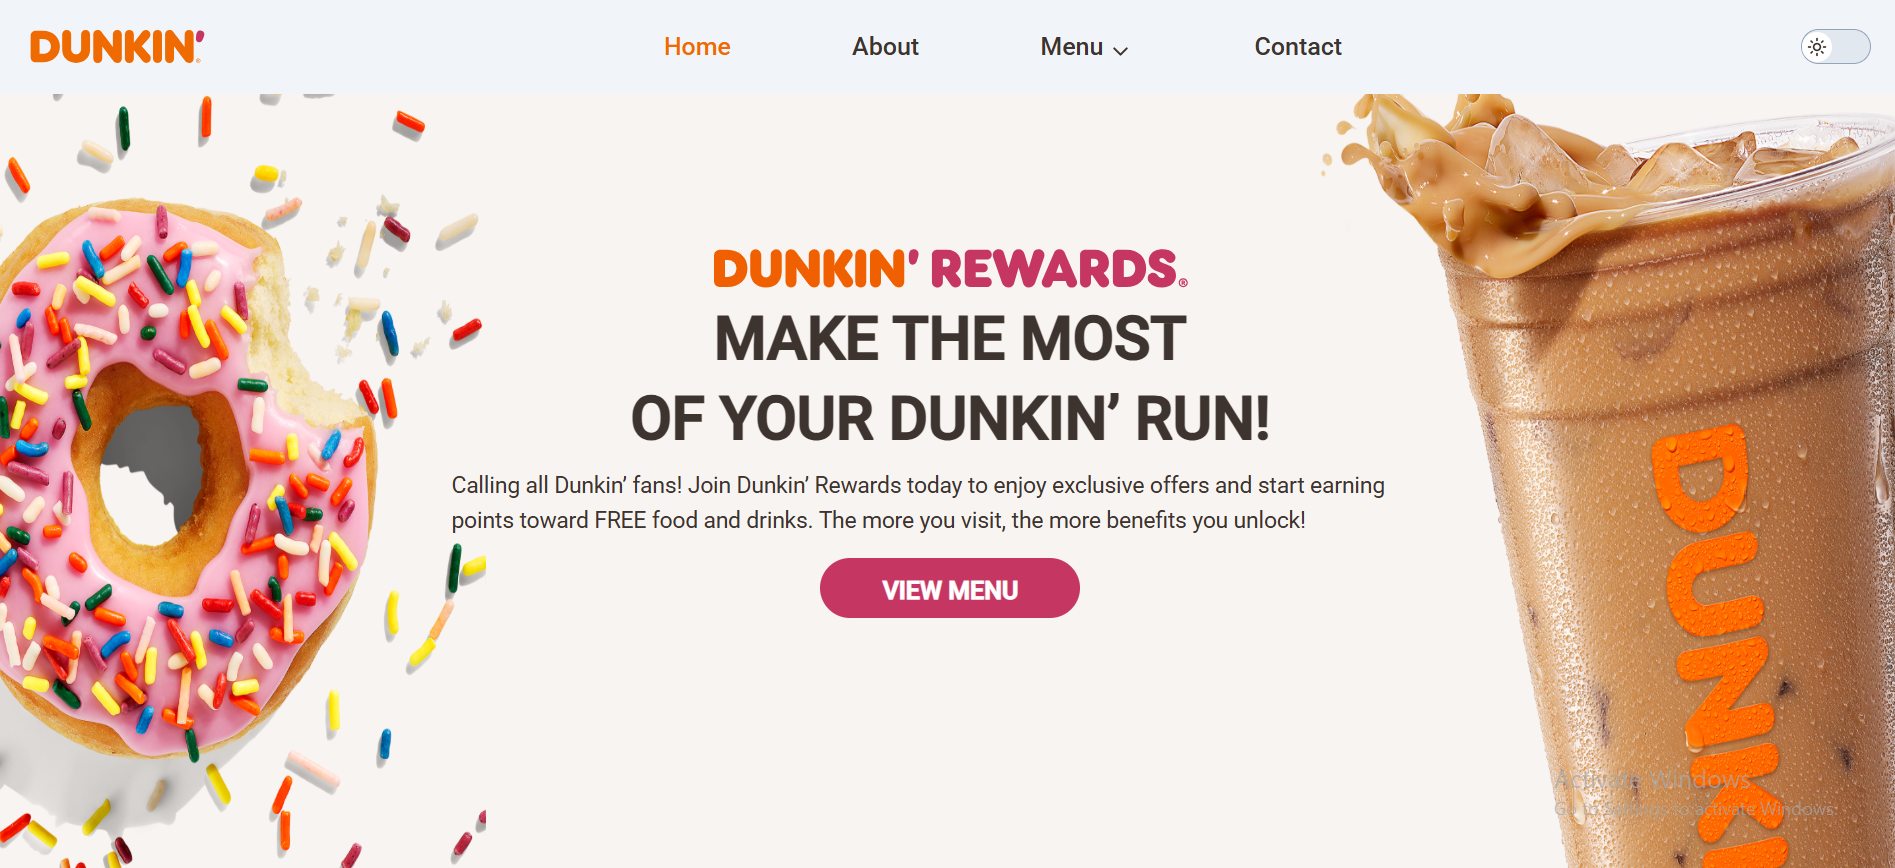 DUNKIN'
Home
About
Menu
Contact
DUNKIN' REWARDS®
MAKE THE MOST
OF YOUR DUNKIN’ RUN!
Calling all Dunkin’ fans! Join Dunkin’ Rewards today to enjoy exclusive offers and start earning
points toward FREE food and drinks. The more you visit, the more benefits you unlock!
VIEW MENU
DUNK
Activate Windows
Go to Settings to activate Windows.